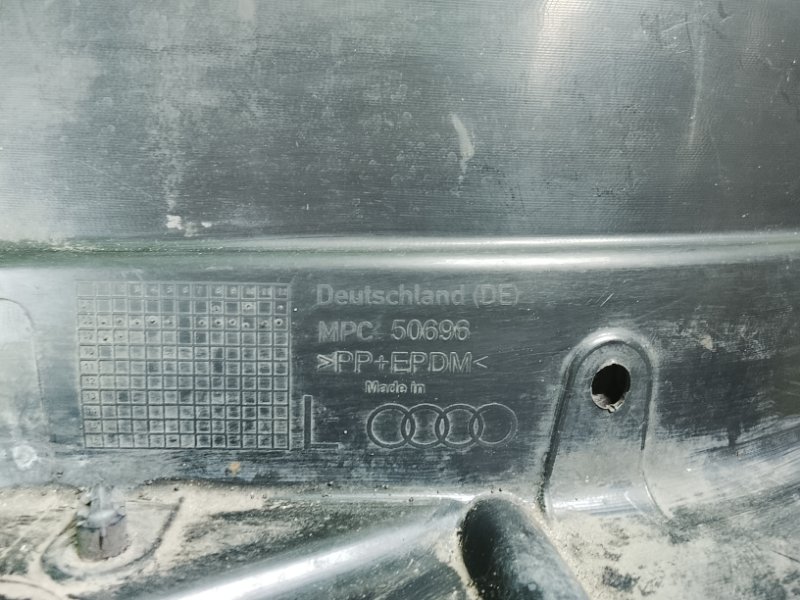 Deutschland (DE)
MPC 50696
>PP+EPDM<
Made in
L